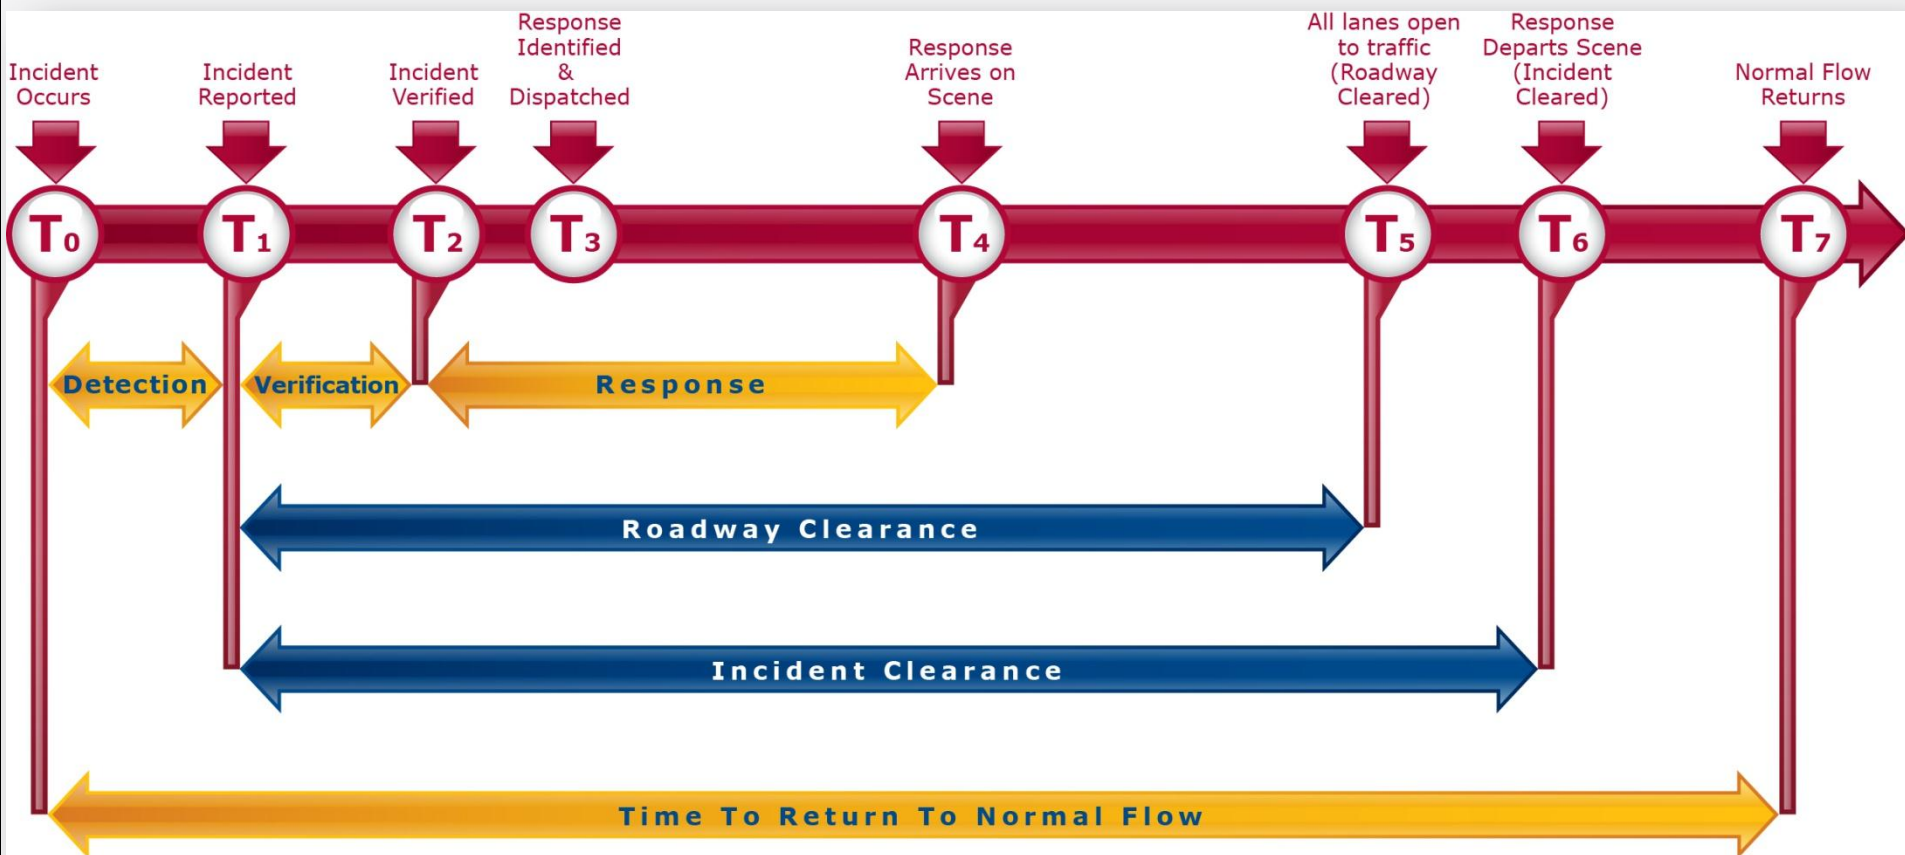 Incident
Occurs
Incident
Reported
Incident
Verified
Response
Identified
&
Dispatched
Response
Arrives on
Scene
All lanes open
to traffic
(Roadway
Cleared)
Response
Departs Scene
(Incident
Cleared)
Normal Flow
Returns
T0
T1
T2
T3
T4
T5
T6
T7
Detection
Verification
Response
Roadway Clearance
Incident Clearance
Time To Return To Normal Flow